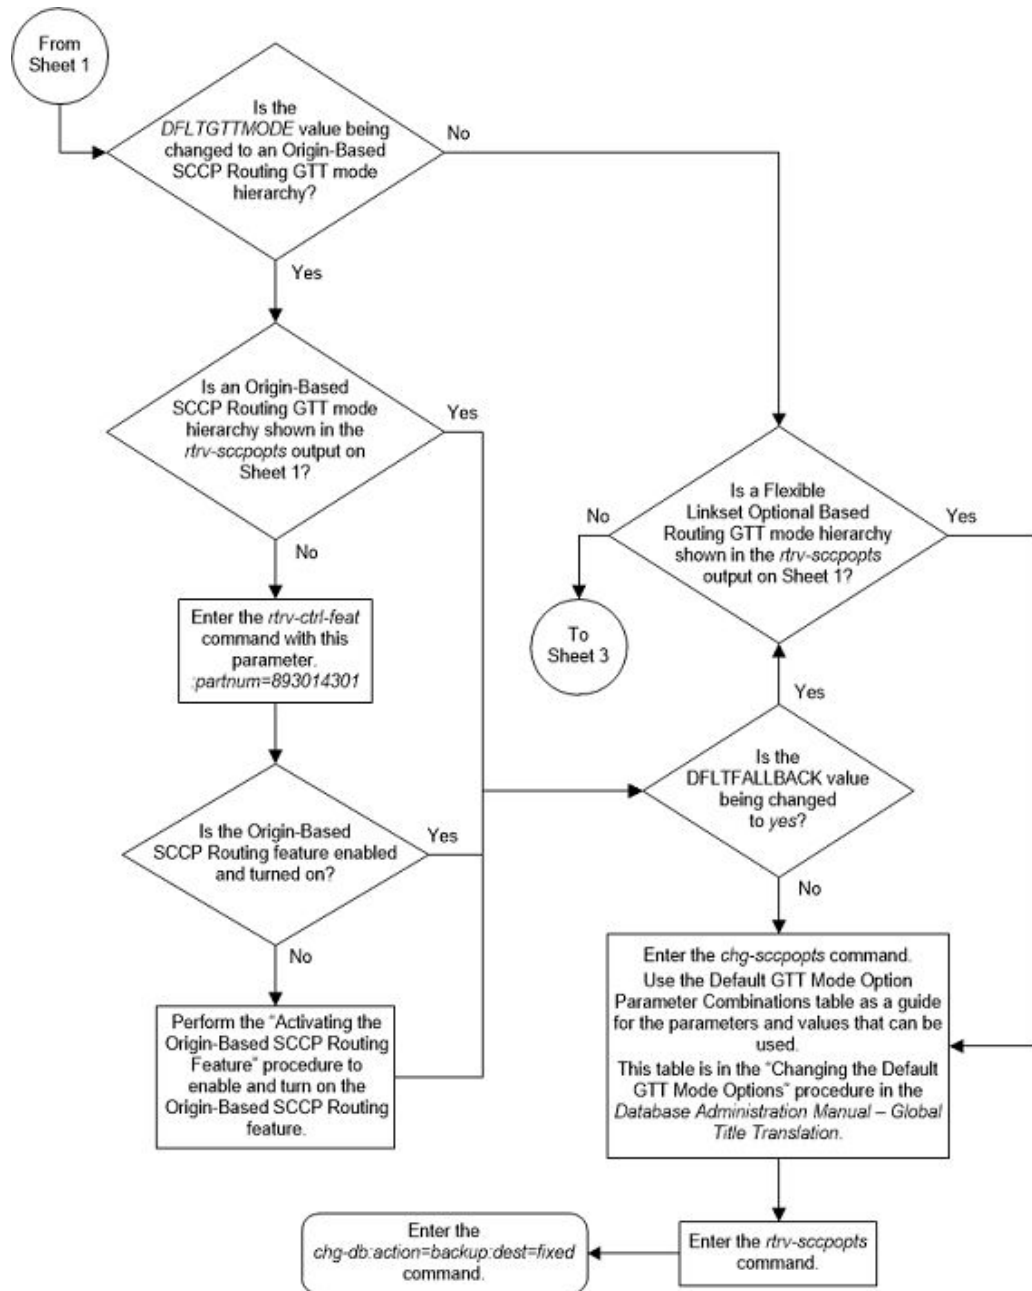 From
Sheet 1
Is the
DFLTGTTMODE value being
changed to an Origin-Based
SCCP Routing GTT mode
hierarchy?
No
Yes
Is an Origin-Based
SCCP Routing GTT mode
hierarchy shown in the
rtrv-sccpopts output on
Sheet 1?
Yes
No
Enter the rtrv-ctrl-feat
command with this
parameter.
:partnum=893014301
Is the Origin-Based
SCCP Routing feature enabled
and turned on?
Yes
No
Perform the “Activating the
Origin-Based SCCP Routing
Feature” procedure to
enable and turn on the
Origin-Based SCCP Routing
feature.
Is a Flexible
Linkset Optional Based
Routing GTT mode hierarchy
shown in the rtrv-sccpopts
output on Sheet 1?
No
Yes
To
Sheet 3
Yes
Is the
DFLTFALLBACK value
being changed
to yes?
No
Enter the chg-sccpopts command.
Use the Default GTT Mode Option
Parameter Combinations table as a guide
for the parameters and values that can be
used.
This table is in the “Changing the Default
GTT Mode Options” procedure in the
Database Administration Manual – Global
Title Translation.
Enter the rtrv-sccpopts
command.
Enter the
chg-db:action=backup:dest=fixed
command.